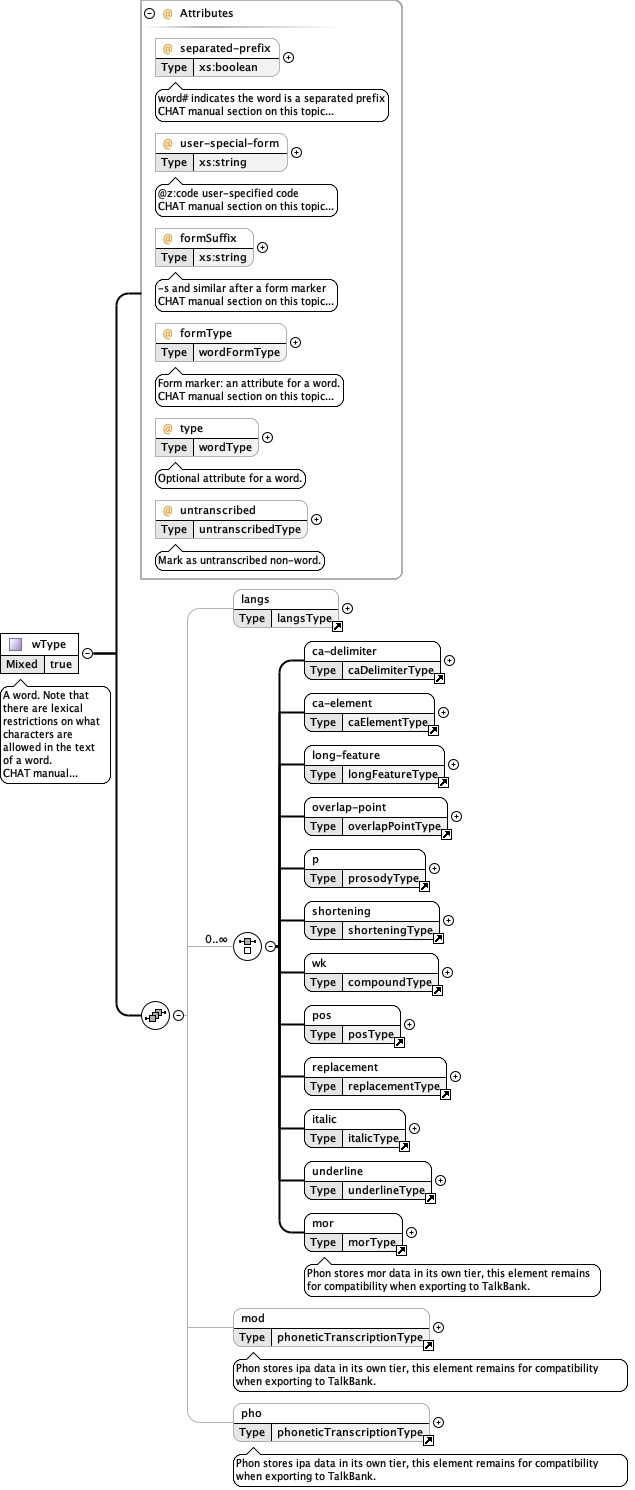 @ Attributes
@ separated-prefix
Type xs:boolean
word# indicates the word is a separated prefix
CHAT manual section on this topic...
@ user-special-form
Type xs:string
@z:code user-specified code
CHAT manual section on this topic...
@ formSuffix
Type xs:string
-s and similar after a form marker
CHAT manual section on this topic...
@ formType
Type wordFormType
Form marker: an attribute for a word.
CHAT manual section on this topic...
@ type
Type wordType
Optional attribute for a word.
@ untranscribed
Type untranscribedType
Mark as untranscribed non-word.
wType
Mixed true
A word. Note that
there are lexical
restrictions on what
characters are
allowed in the text
of a word.
CHAT manual...
langs
Type langsType
0..∞
ca-delimiter
Type caDelimiterType
ca-element
Type caElementType
long-feature
Type longFeatureType
overlap-point
Type overlapPointType
p
Type prosodyType
shortening
Type shorteningType
wk
Type compoundType
pos
Type posType
replacement
Type replacementType
italic
Type italicType
underline
Type underlineType
mor
Type morType
Phon stores mor data in its own tier, this element remains
for compatibility when exporting to TalkBank.
mod
Type phoneticTranscriptionType
Phon stores ipa data in its own tier, this element remains for compatibility
when exporting to TalkBank.
pho
Type phoneticTranscriptionType
Phon stores ipa data in its own tier, this element remains for compatibility
when exporting to TalkBank.